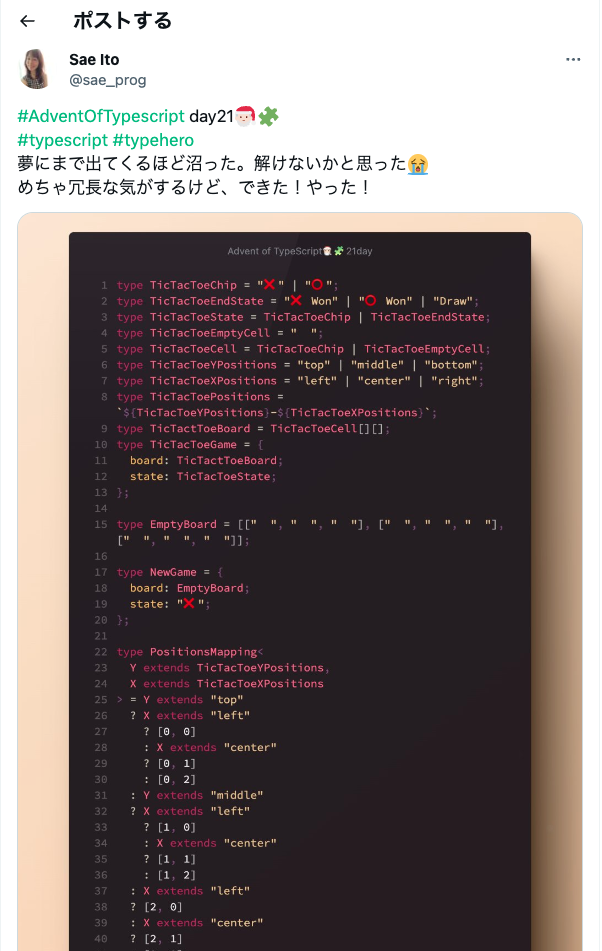 ← ポストする
Sae Ito
@sae_prog
…
#AdventOfTypescript day21🎅🏻🧩
#typescript #typehero
夢にまで出てくるほど沼った。解けないかと思った😭
めちゃ冗長な気がするけど、できた！やった！
Advent of TypeScript🎅🏻🧩 21day
1 type TicTacToeChip = "❌" | "⭕";
2 type TicTacToeEndState = "❌ Won" | "⭕ Won" | "Draw";
3 type TicTacToeState = TicTacToeChip | TicTacToeEndState;
4 type TicTacToeEmptyCell = "  ";
5 type TicTacToeCell = TicTacToeChip | TicTacToeEmptyCell;
6 type TicTacToeYPositions = "top" | "middle" | "bottom";
7 type TicTacToeXPositions = "left" | "center" | "right";
8 type TicTacToePositions =
`${TicTacToeYPositions}-${TicTacToeXPositions}`;
9 type TicTactToeBoard = TicTacToeCell[][];
10 type TicTacToeGame = {
11   board: TicTactToeBoard;
12   state: TicTacToeState;
13 };
14
15 type EmptyBoard = [["  ", "  ", "  "], ["  ", "  ", "  "],
["  ", "  ", "  "]];
16
17 type NewGame = {
18   board: EmptyBoard;
19   state: "❌";
20 };
21
22 type PositionsMapping<
23   Y extends TicTacToeYPositions,
24   X extends TicTacToeXPositions
25 > = Y extends "top"
26   ? X extends "left"
27     ? [0, 0]
28     : X extends "center"
29     ? [0, 1]
30     : [0, 2]
31   : Y extends "middle"
32   ? X extends "left"
33     ? [1, 0]
34     : X extends "center"
35     ? [1, 1]
36     : [1, 2]
37   : X extends "left"
38   ? [2, 0]
39   : X extends "center"
40   ? [2, 1]